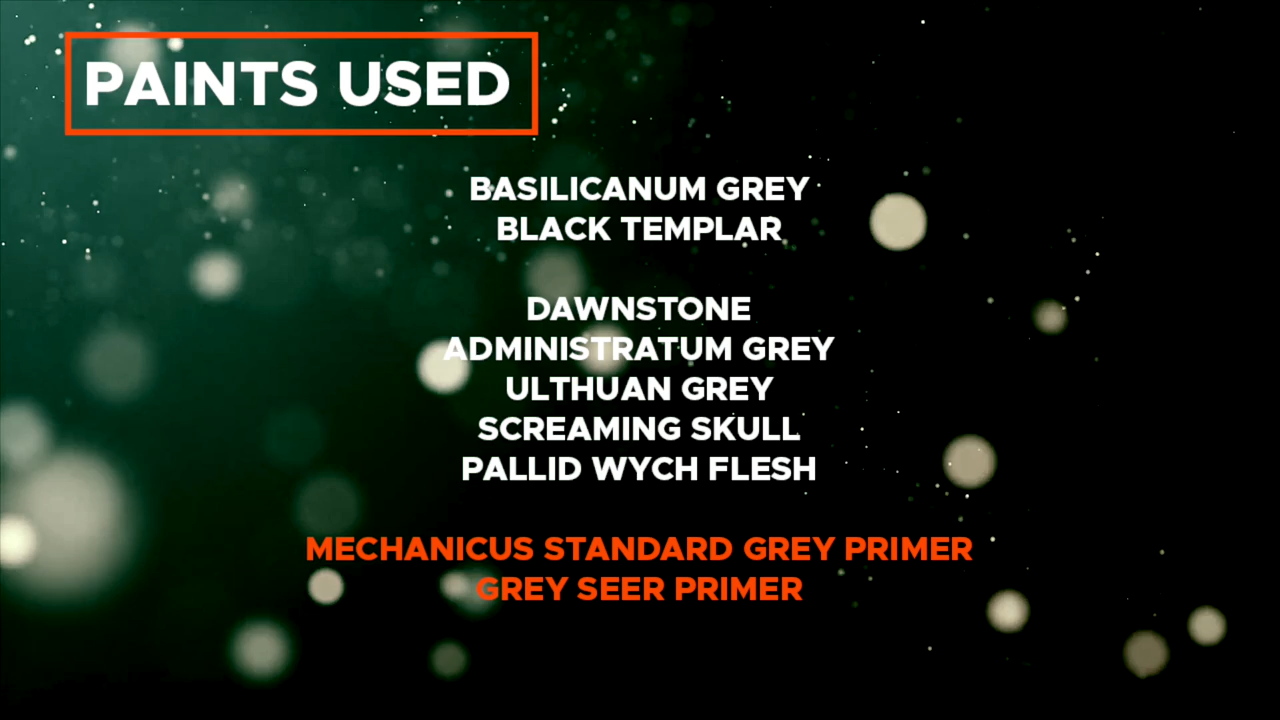 PAINTS USED
BASILICANUM GREY
BLACK TEMPLAR
DAWNSTONE
ADMINISTRATUM GREY
ULTHUAN GREY
SCREAMING SKULL
PALLID WYCH FLESH
MECHANICUS STANDARD GREY PRIMER
GREY SEER PRIMER